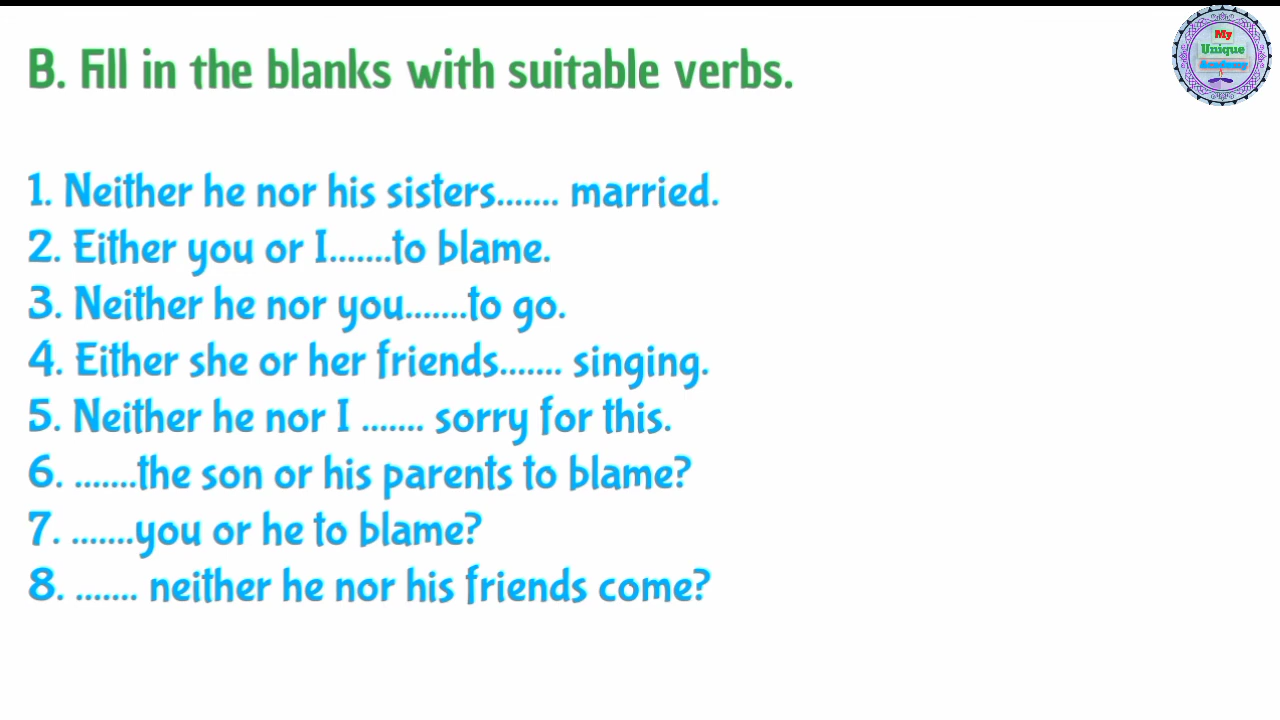 My
Unique
Academy
B. Fill in the blanks with suitable verbs.
1. Neither he nor his sisters....... married.
2. Either you or I.......to blame.
3. Neither he nor you.......to go.
4. Either she or her friends....... singing.
5. Neither he nor I ....... sorry for this.
6. .......the son or his parents to blame?
7. .......you or he to blame?
8. ....... neither he nor his friends come?